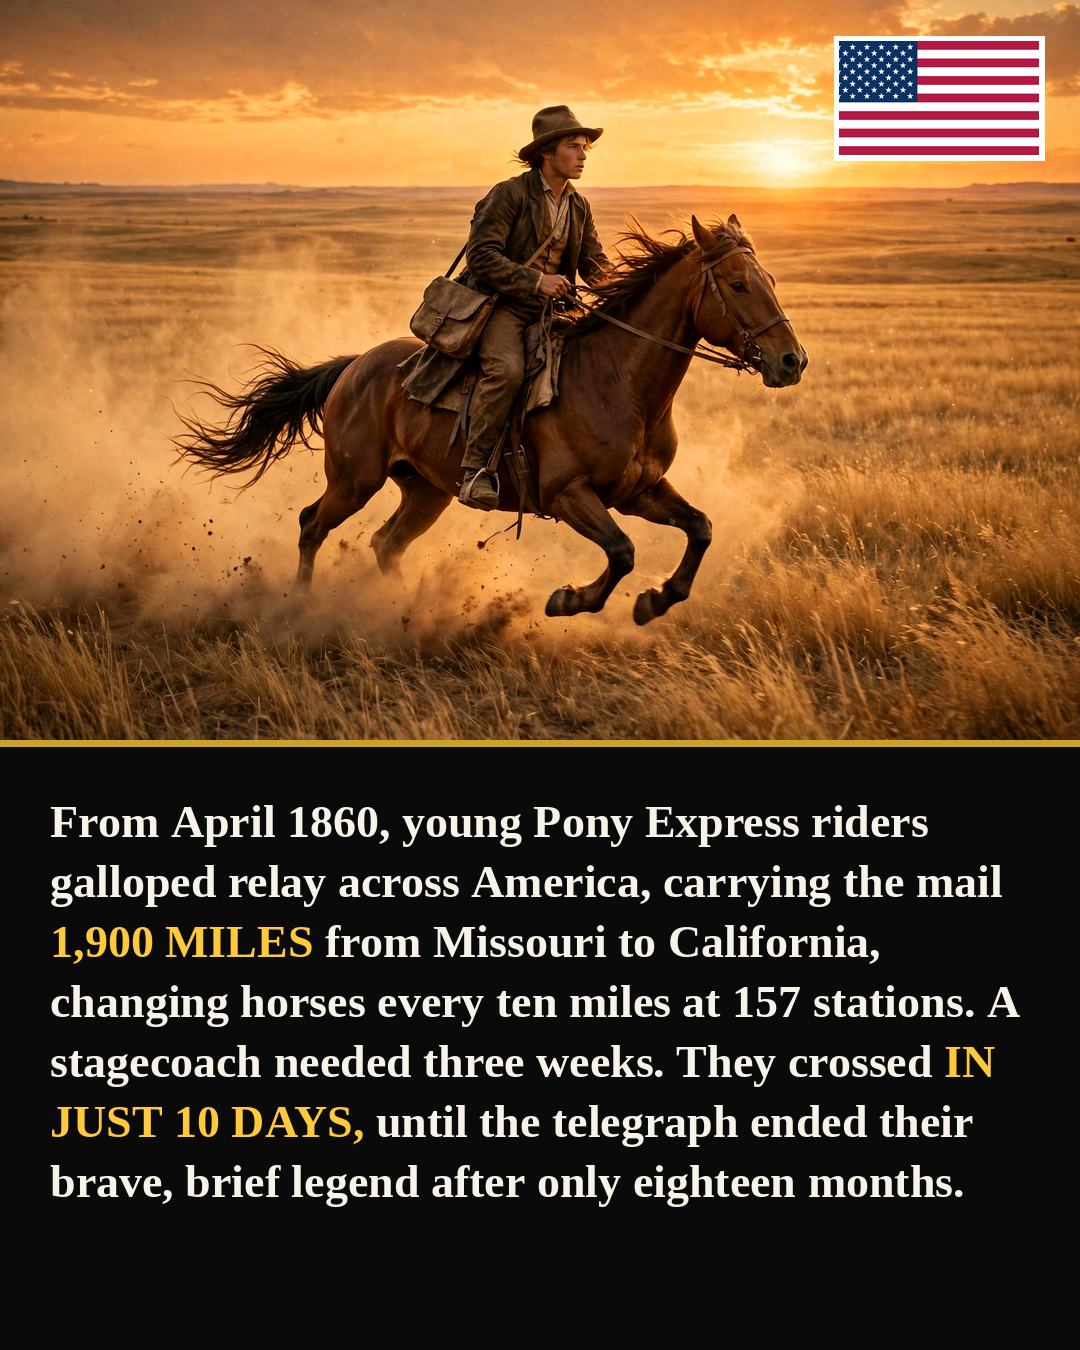 From April 1860, young Pony Express riders
galloped relay across America, carrying the mail
1,900 MILES from Missouri to California,
changing horses every ten miles at 157 stations. A
stagecoach needed three weeks. They crossed IN
JUST 10 DAYS, until the telegraph ended their
brave, brief legend after only eighteen months.